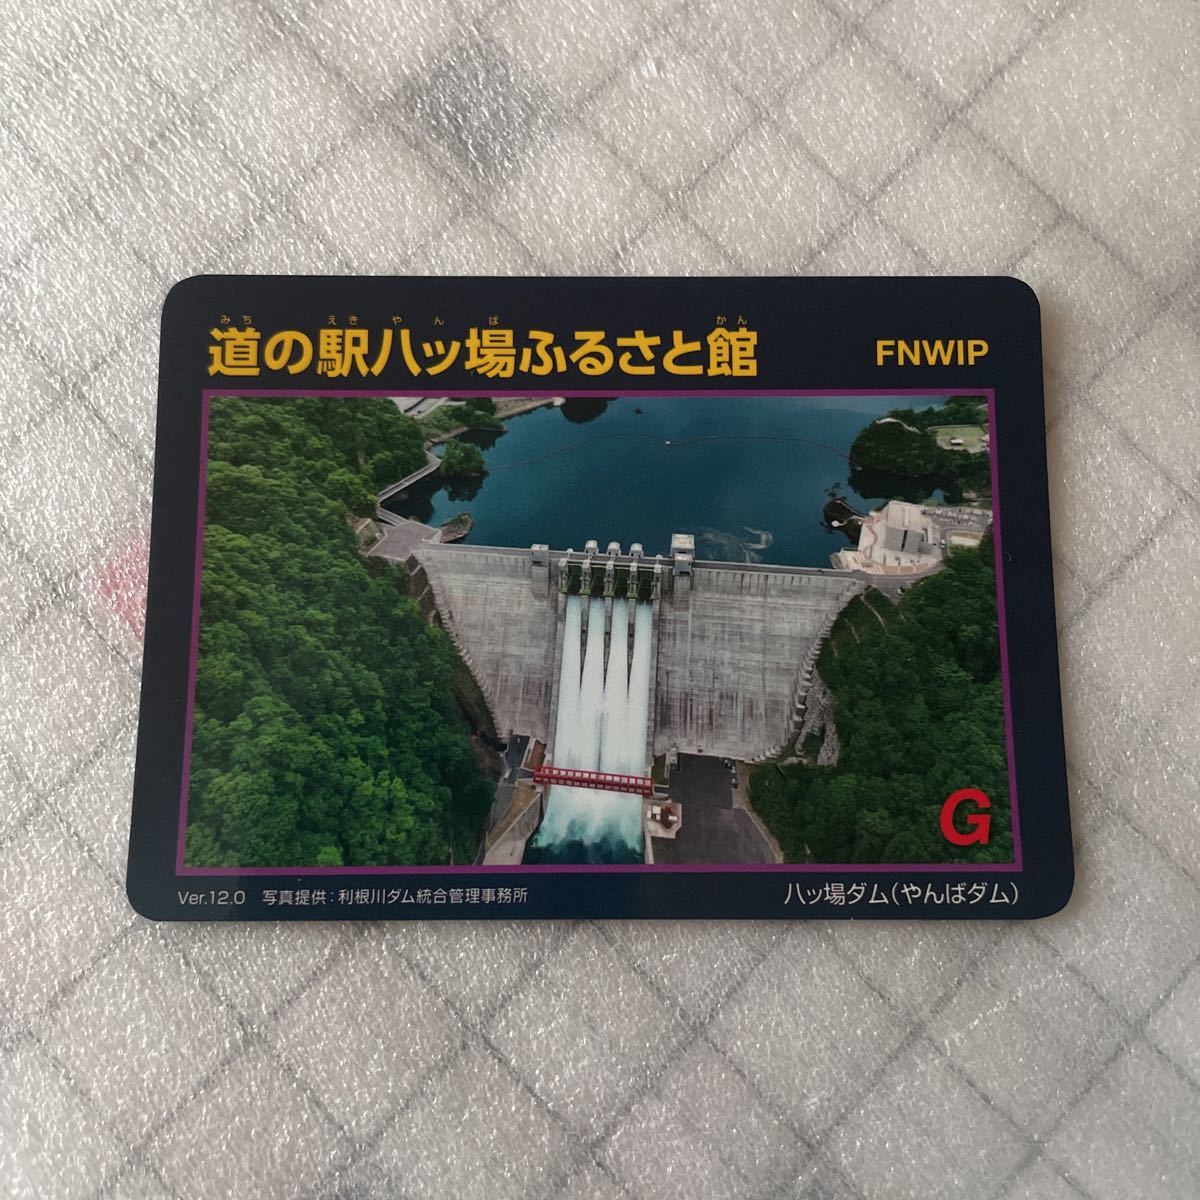 みち えき や ん ば かん
道の駅八ッ場ふるさと館 FNWIP
G
Ver.12.0 写真提供：利根川ダム統合管理事務所 八ッ場ダム(やんばダム)